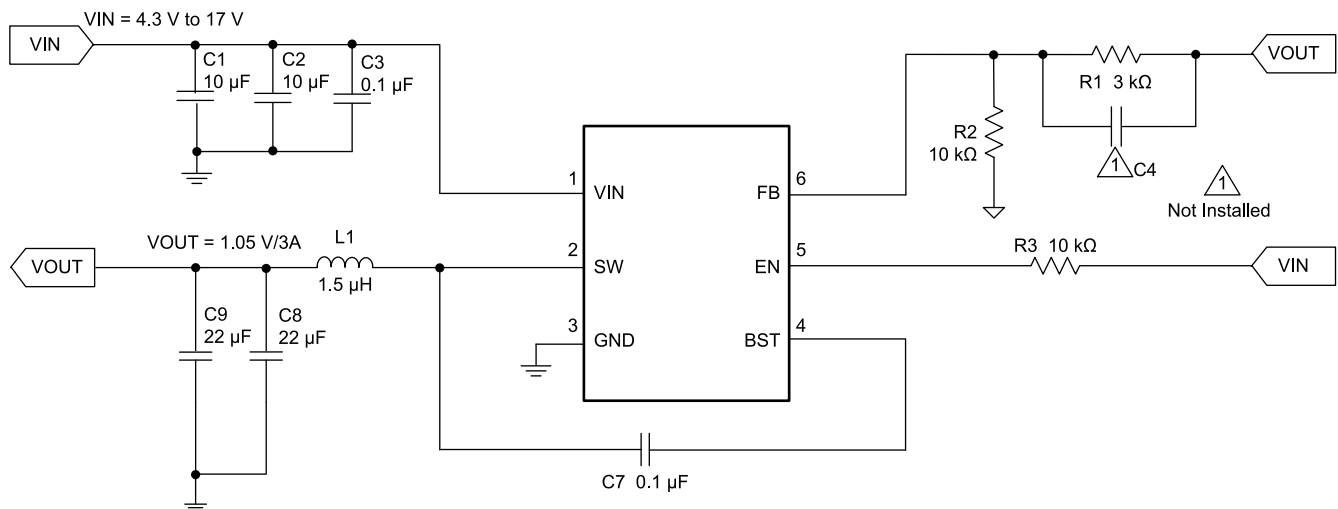 VIN = 4.3 V to 17 V
VIN
C1
10 µF
C2
10 µF
C3
0.1 µF
VOUT
R1 3 kΩ
R2
10 kΩ
1
C4
1
Not Installed
1
VIN
FB
6
VOUT = 1.05 V/3A
L1
VOUT
1.5 µH
2
SW
EN
5
R3 10 kΩ
VIN
C9
22 µF
C8
22 µF
3
GND
BST
4
C7 0.1 µF